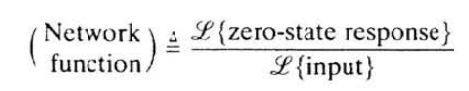 (Network function) ≜ ℒ{zero-state response}
ℒ{input}